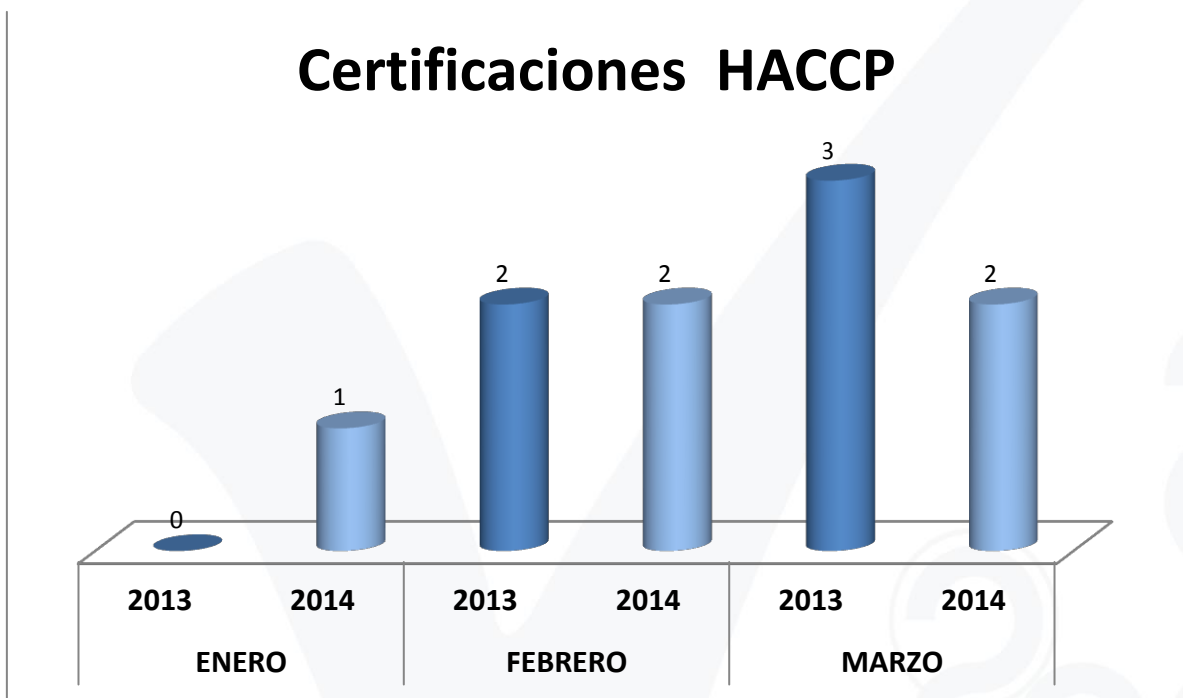 Certificaciones HACCP
3
2 2 2
1
0
2013 2014 2013 2014 2013 2014
ENERO FEBRERO MARZO